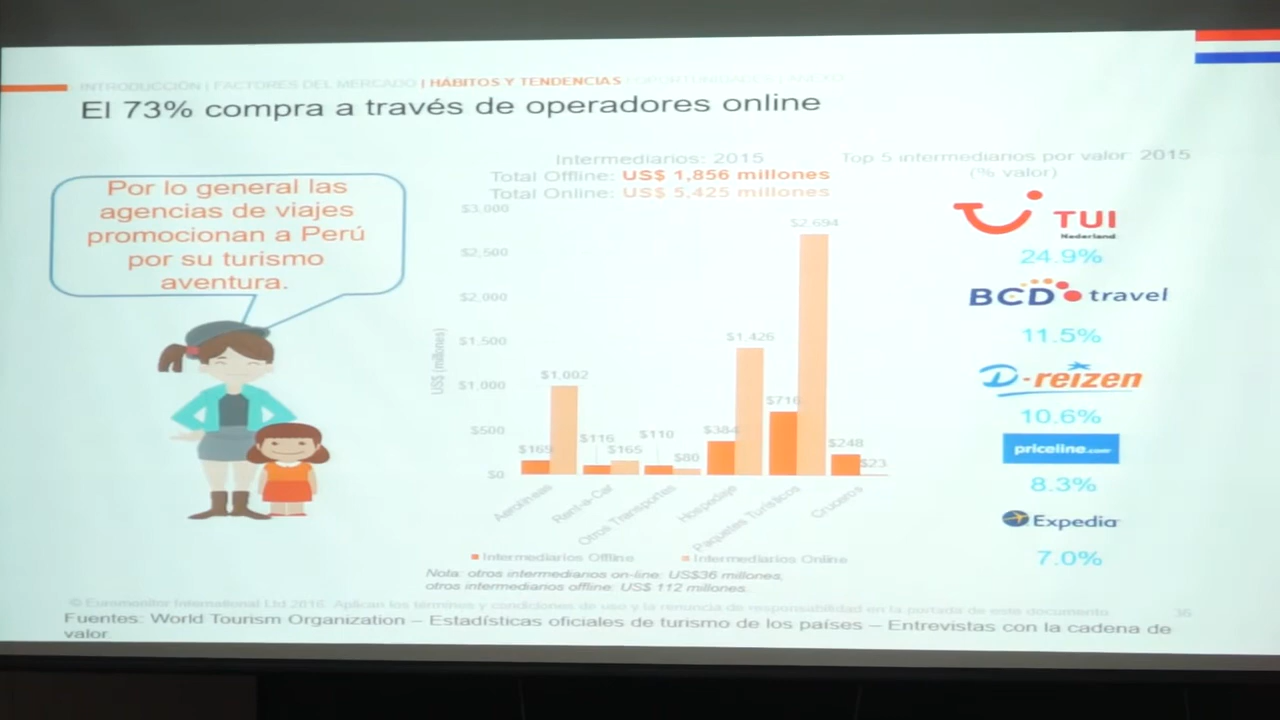 INTRODUCCIÓN | FACTORES DEL MERCADO | HÁBITOS Y TENDENCIAS
El 73% compra a través de operadores online
Por lo general las
agencias de viajes
promocionan a Perú
por su turismo
aventura.
Intermediarios: 2015
Total Offline: US$ 1,856 millones
Total Online: US$ 5,425 millones
US$ (millones)
$3,000
$2,500
$2,000
$1,500
$1,000
$500
$0
$169
$1,002
$116
$165
$110
$80
$384
$1,426
$716
$2,694
$248
$23
Aerolíneas
Rent-a-Car
Otros Transportes
Hospedaje
Paquetes Turísticos
Cruceros
Intermediarios Offline
Intermediarios Online
Nota: otros intermediarios on-line: US$36 millones,
otros intermediarios offline: US$ 112 millones.
Top 5 intermediarios por valor: 2015
(% valor)
TUI
Nederland
24.9%
BCD travel
11.5%
D-reizen
10.6%
priceline.com
8.3%
Expedia
7.0%
© Euromonitor International Ltd 2016. Aplican los términos y condiciones de uso y la renuncia de responsabilidad en la portada de este documento
36
Fuentes: World Tourism Organization – Estadísticas oficiales de turismo de los países – Entrevistas con la cadena de
valor